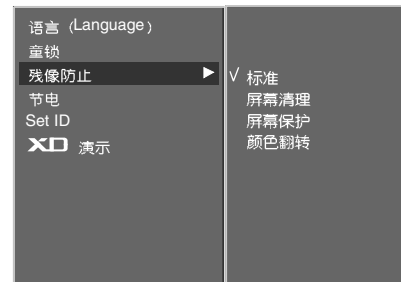 语言（Language）
童锁
残像防止 ▶
节电
Set ID
XD 演示
√ 标准
屏幕清理
屏幕保护
颜色翻转